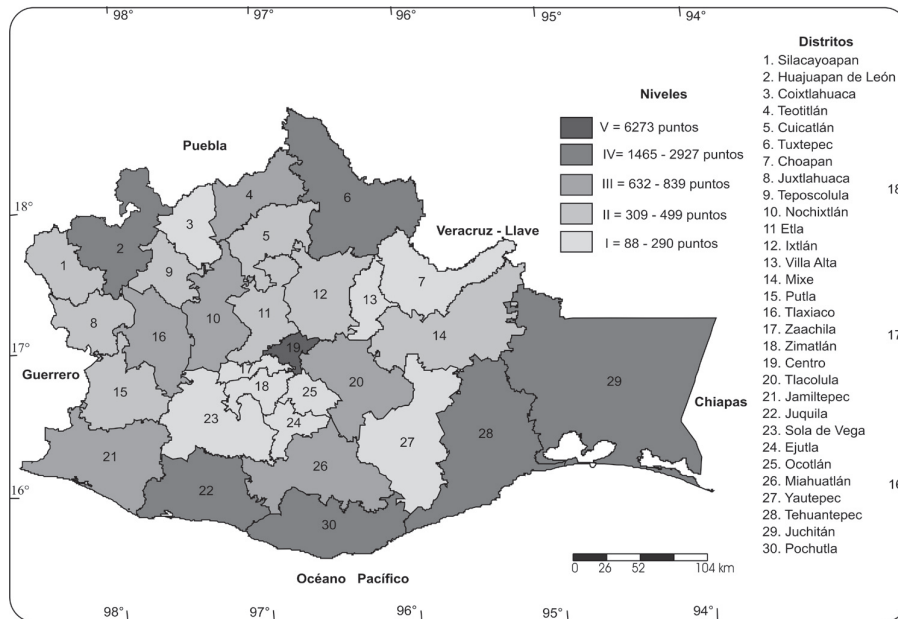 98° 97° 96° 95° 94°
Distritos
1. Silacayoapan
2. Huajuapan de León
3. Coixtlahuaca
4. Teotitlán
5. Cuicatlán
6. Tuxtepec
7. Choapan
8. Juxtlahuaca
9. Teposcolula
10. Nochixtlán
11 Etla
12. Ixtlán
13. Villa Alta
14. Mixe
15. Putla
16. Tlaxiaco
17. Zaachila
18. Zimatlán
19. Centro
20. Tlacolula
21. Jamiltepec
22. Juquila
23. Sola de Vega
24. Ejutla
25. Ocotlán
26. Miahuatlán
27. Yautepec
28. Tehuantepec
29. Juchitán
30. Pochutla
Niveles
V = 6273 puntos
IV= 1465 - 2927 puntos
III = 632 - 839 puntos
II = 309 - 499 puntos
I = 88 - 290 puntos
Puebla
Veracruz - Llave
Guerrero
Chiapas
Océano Pacífico
18°
17°
16°
18
17
16
1
2
3
4
5
6
7
8
9
10
11
12
13
14
15
16
17
18
19
20
21
22
23
24
25
26
27
28
29
30
0 26 52 104 km
98° 97° 96° 95° 94°